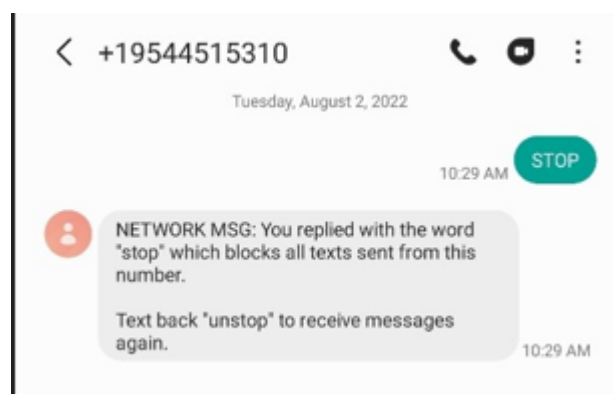 +19544515310
Tuesday, August 2, 2022
STOP
10:29 AM
NETWORK MSG: You replied with the word
"stop" which blocks all texts sent from this
number.
Text back "unstop" to receive messages
again.
10:29 AM